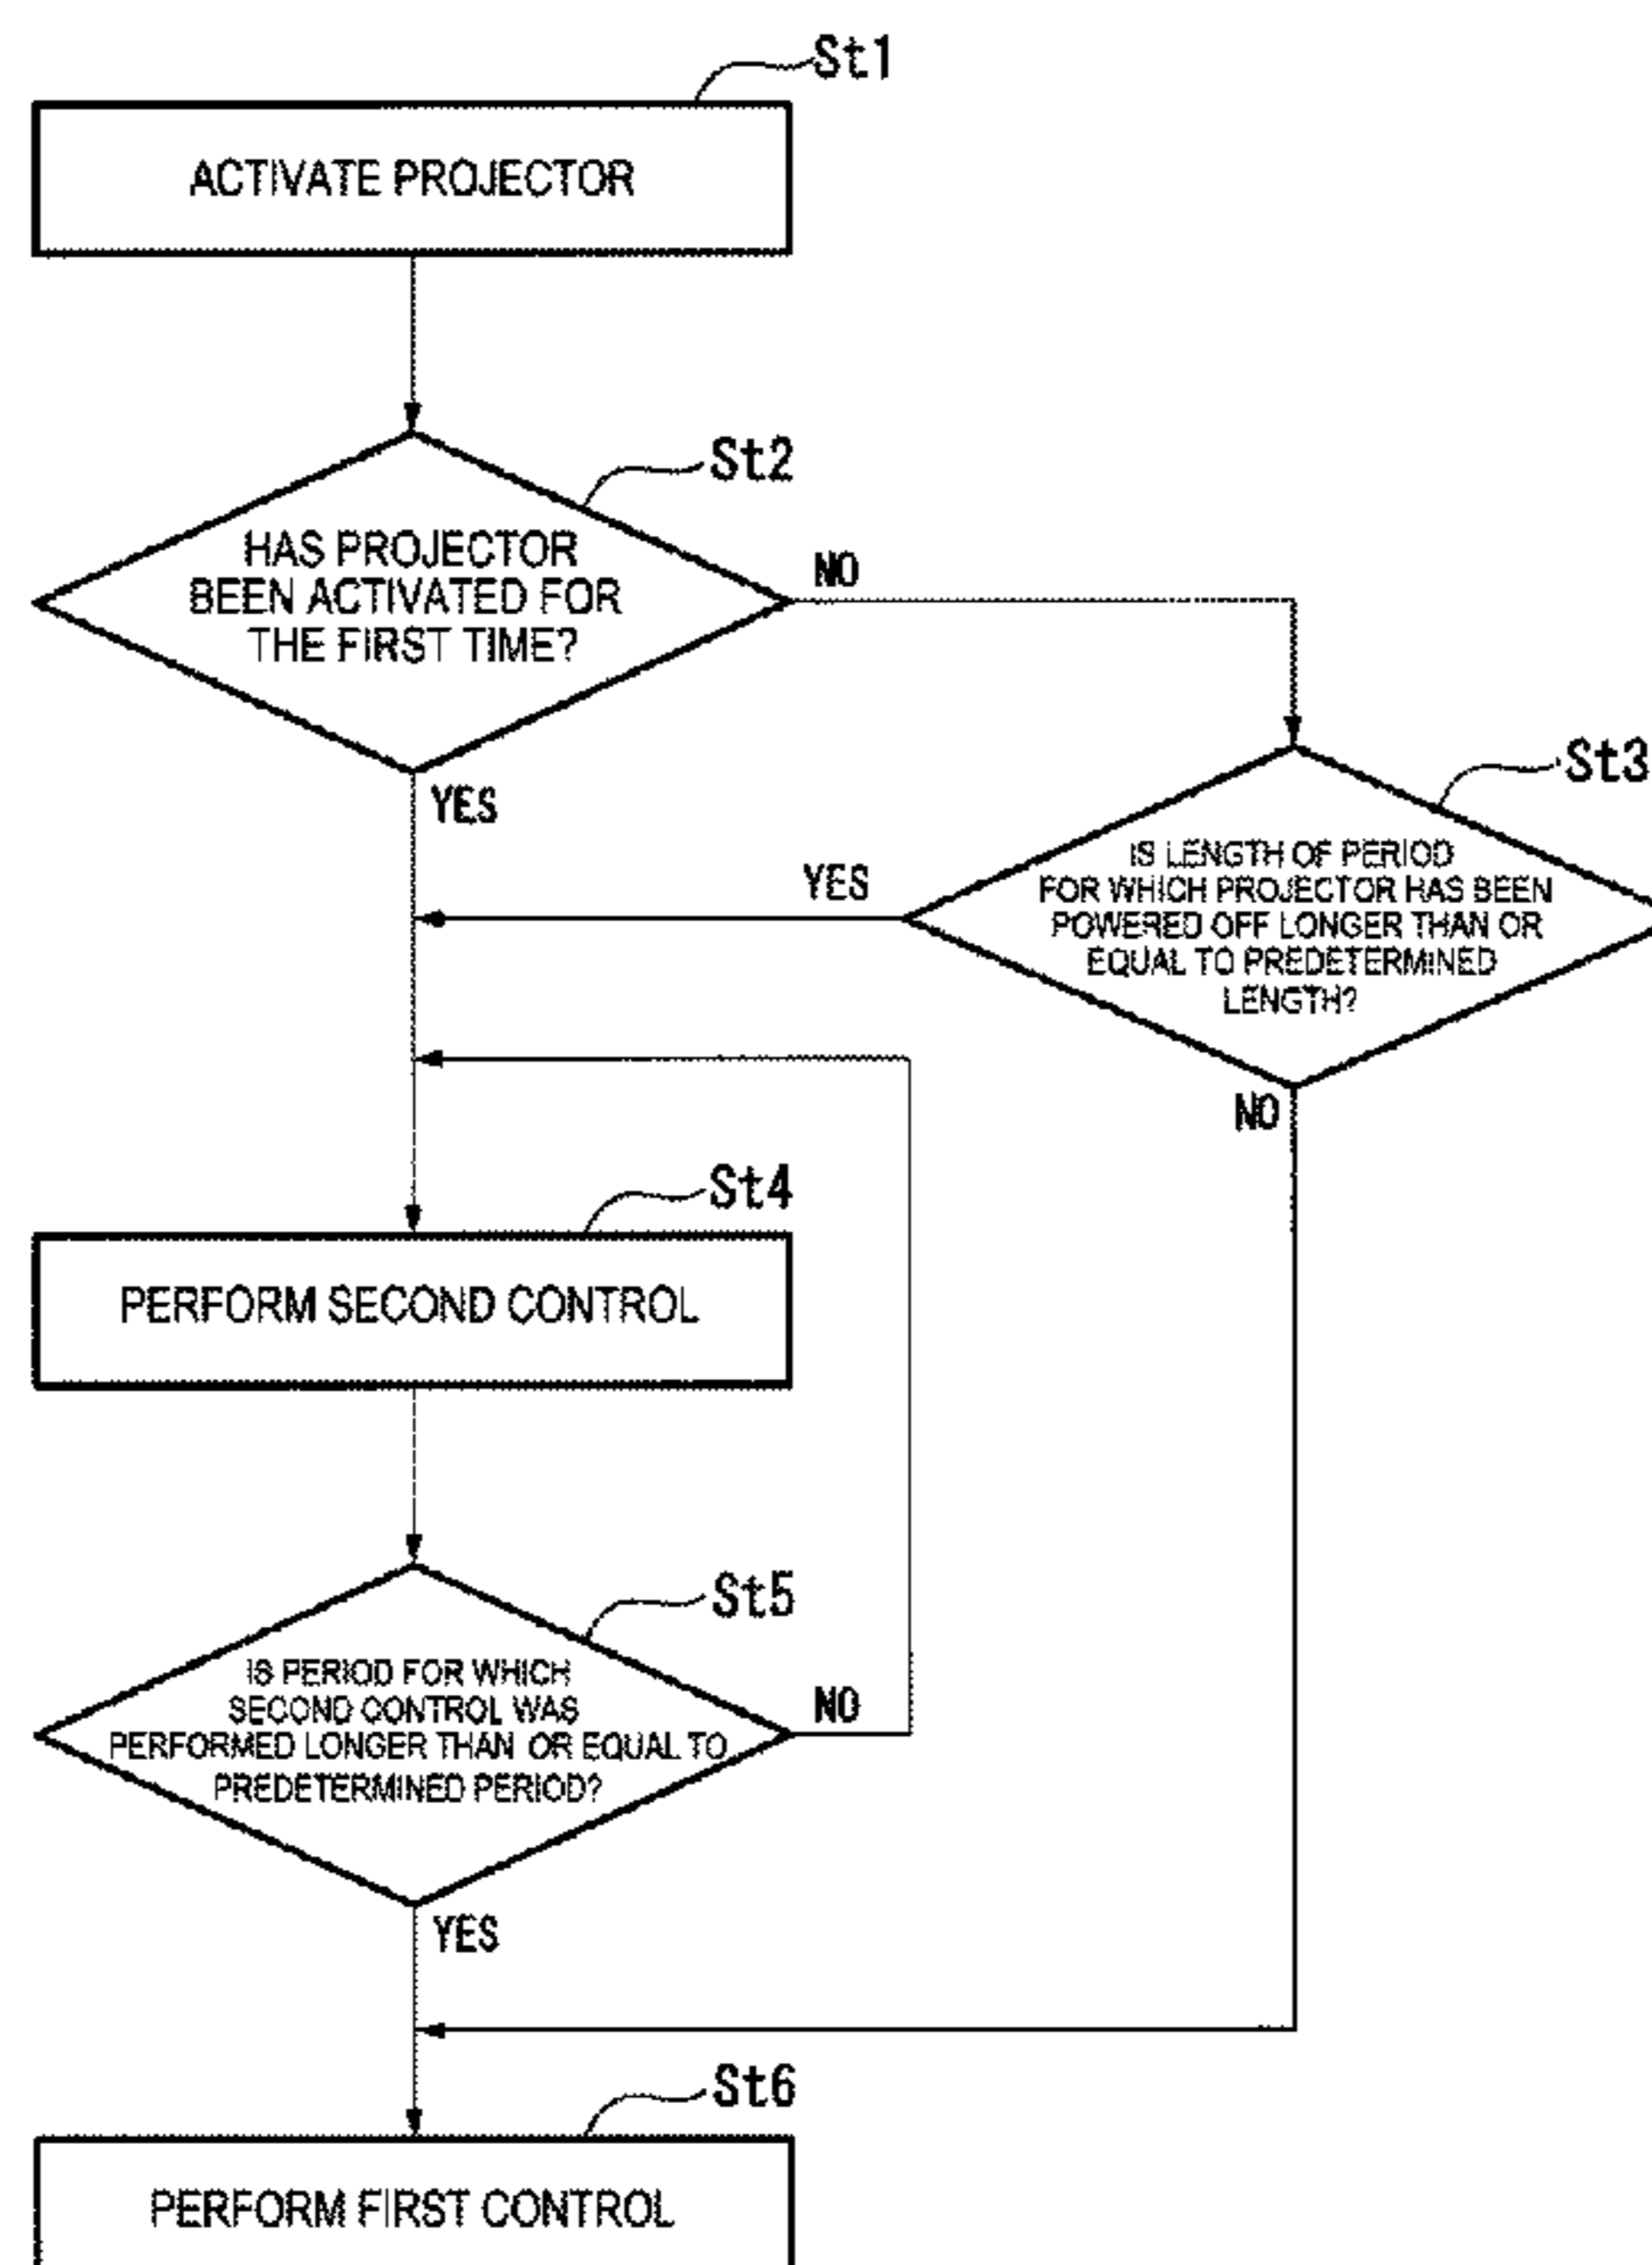 St1
ACTIVATE PROJECTOR
St2
HAS PROJECTOR
BEEN ACTIVATED FOR
THE FIRST TIME?
NO
YES
St3
IS LENGTH OF PERIOD
FOR WHICH PROJECTOR HAS BEEN
POWERED OFF LONGER THAN OR
EQUAL TO PREDETERMINED
LENGTH?
YES
NO
St4
PERFORM SECOND CONTROL
St5
IS PERIOD FOR WHICH
SECOND CONTROL WAS
PERFORMED LONGER THAN OR EQUAL TO
PREDETERMINED PERIOD?
NO
YES
St6
PERFORM FIRST CONTROL